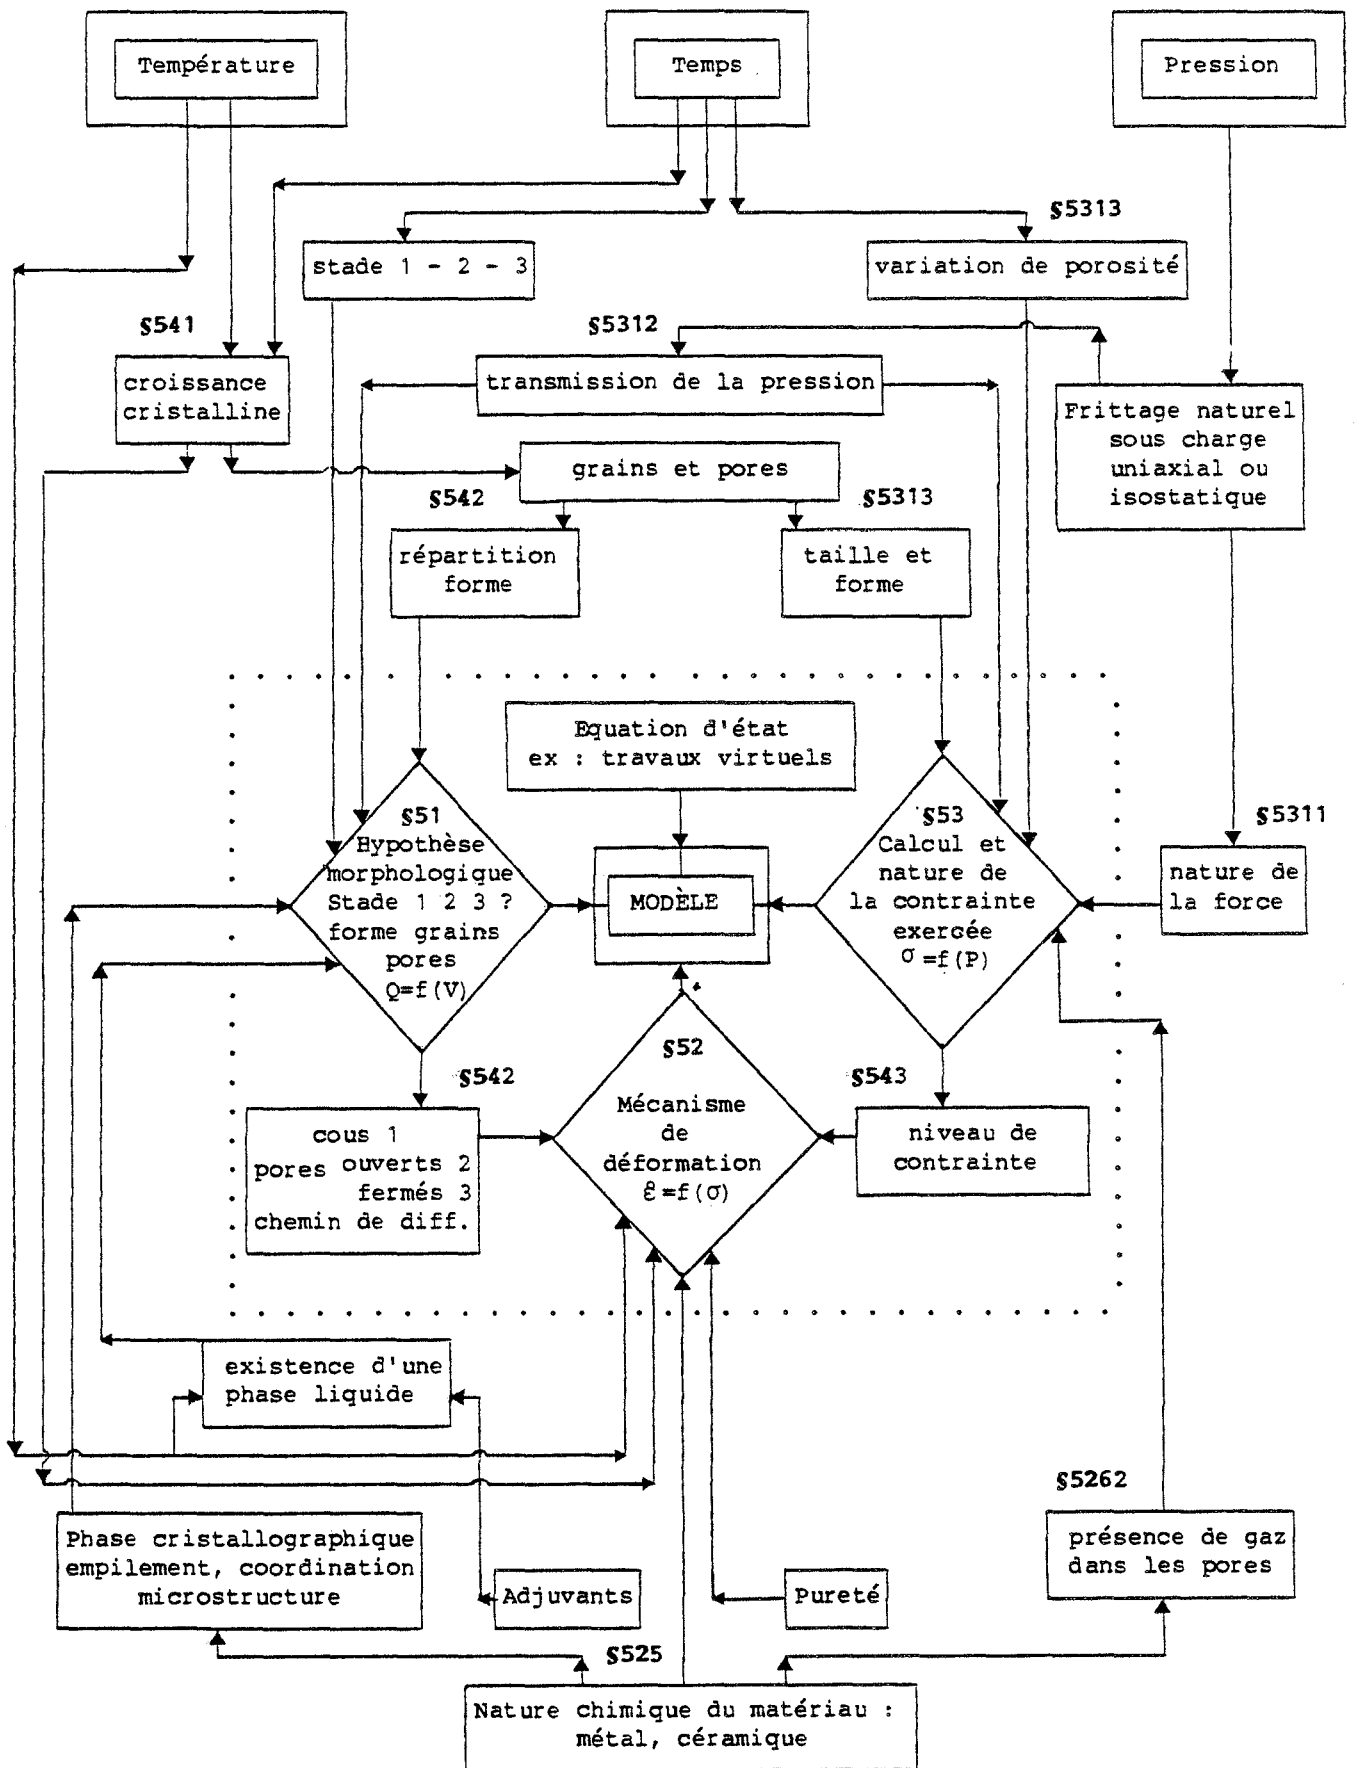 Température
Temps
Pression
§5313
stade 1 - 2 - 3
variation de porosité
§541
§5312
croissance
cristalline
transmission de la pression
Frittage naturel
sous charge
uniaxial ou
isostatique
grains et pores
§542
§5313
répartition
forme
taille et
forme
Equation d'état
ex : travaux virtuels
§51
Hypothèse
morphologique
Stade 1 2 3 ?
forme grains
pores
Q=f(V)
MODÈLE
§53
Calcul et
nature de
la contrainte
exercée
σ=f(P)
§5311
nature de
la force
§542
§52
Mécanisme
de
déformation
ε̊=f(σ)
§543
cous 1
pores ouverts 2
fermés 3
chemin de diff.
niveau de
contrainte
existence d'une
phase liquide
§5262
Phase cristallographique
empilement, coordination
microstructure
Adjuvants
Pureté
présence de gaz
dans les pores
§525
Nature chimique du matériau :
métal, céramique